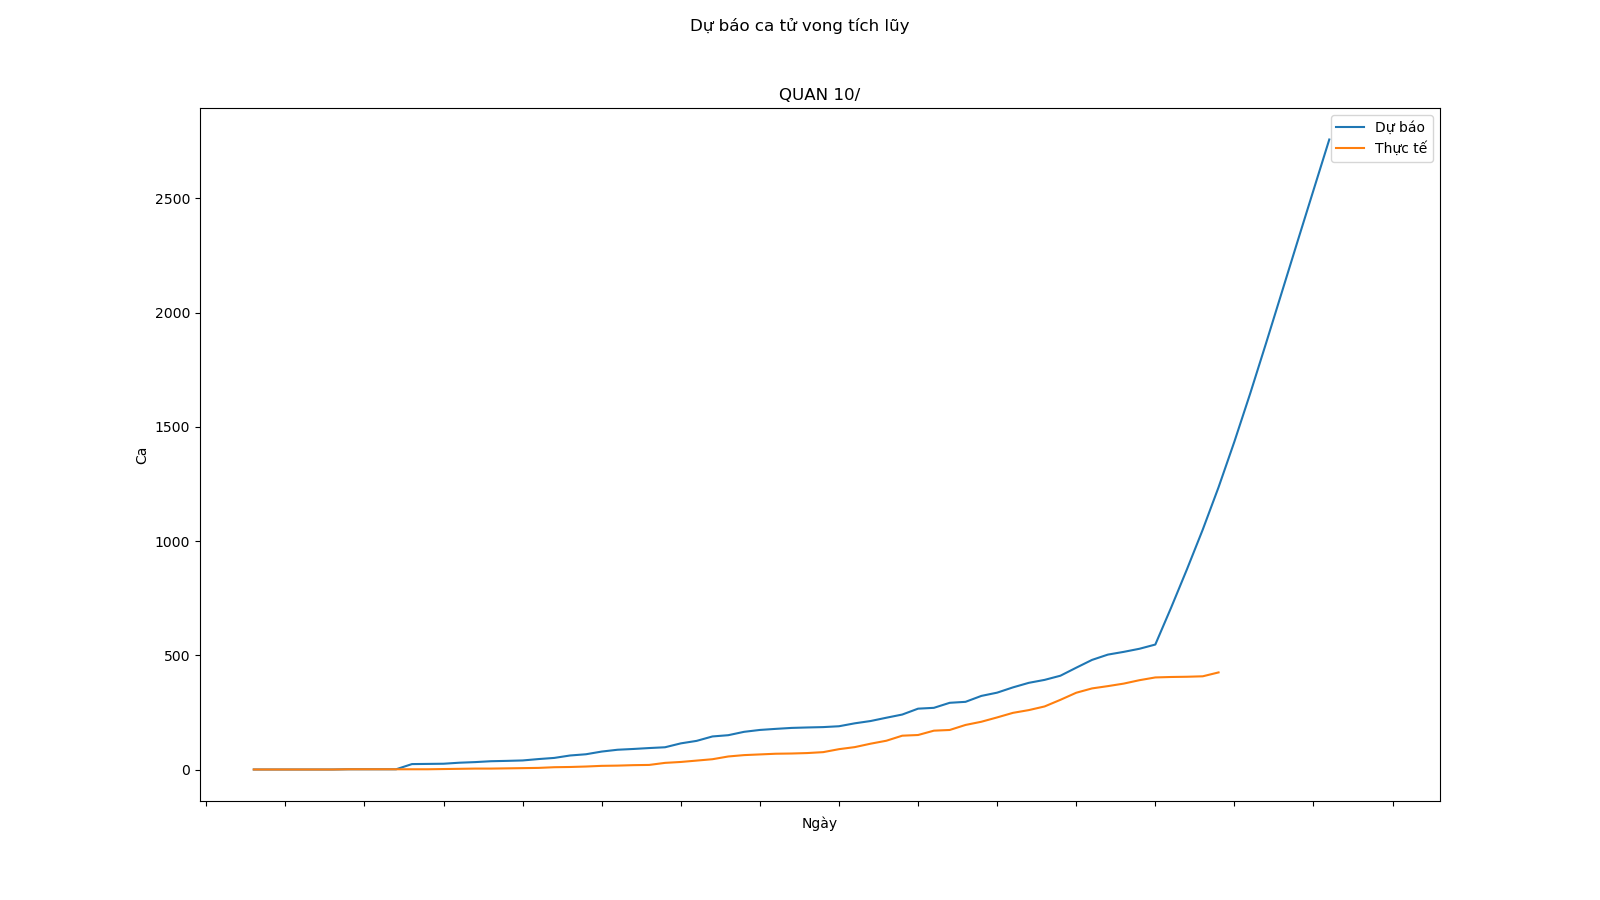 Dự báo ca tử vong tích lũy
QUAN 10/
Dự báo
Thực tế
2500
2000
1500
1000
500
0
Ca
Ngày